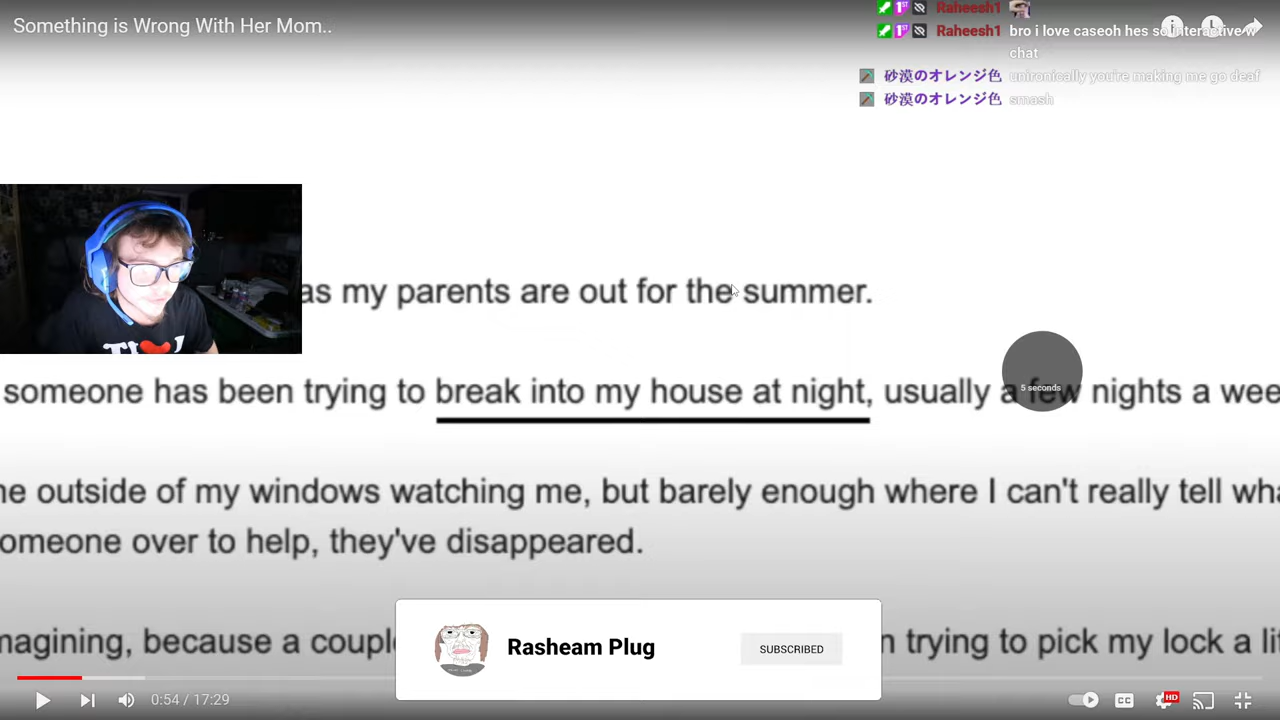 Something is Wrong With Her Mom..
Raheesh1
Raheesh1 bro i love caseoh hes so interactive w
chat
砂漠のオレンジ色 unironically you're making me go deaf
砂漠のオレンジ色 smash
as my parents are out for the summer.
someone has been trying to break into my house at night, usually a few nights a wee
ne outside of my windows watching me, but barely enough where I can't really tell wha
omeone over to help, they've disappeared.
magining, because a coupl
n trying to pick my lock a li
5 seconds
Rasheam Plug
SUBSCRIBED
0:54 / 17:29
CC
HD